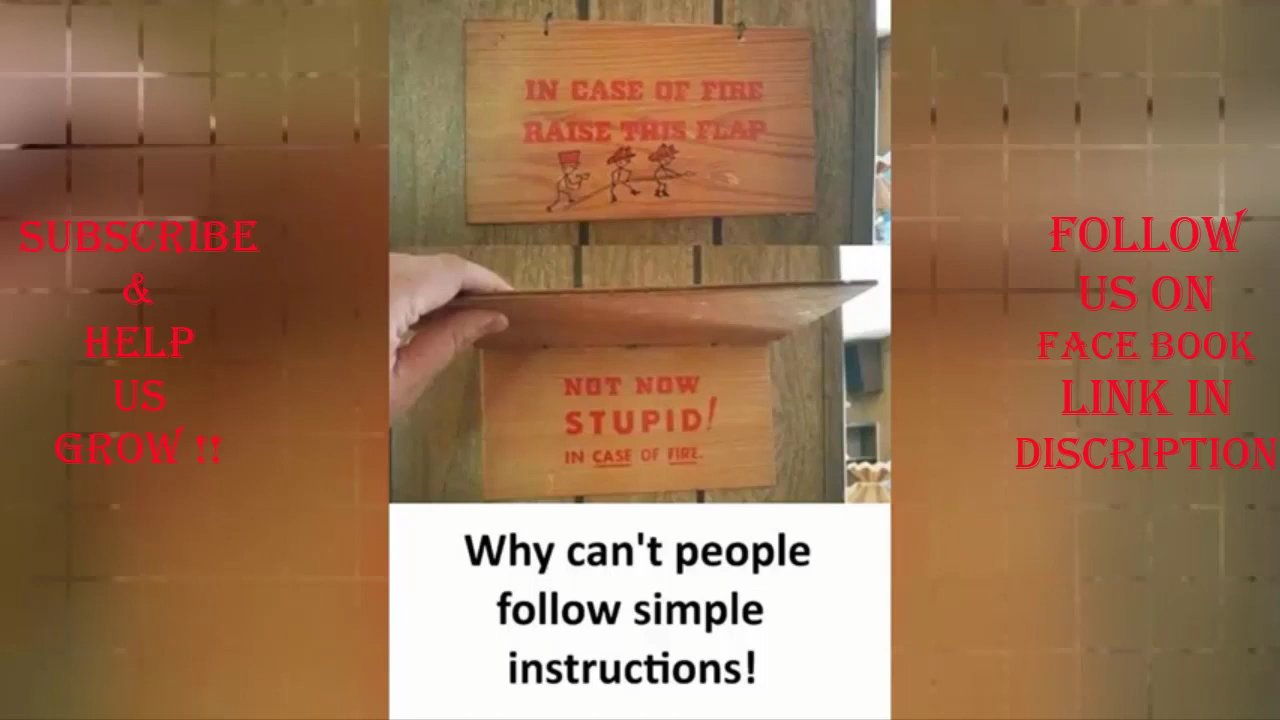 SUBSCRIBE
&
HELP
US
GROW !!
IN CASE OF FIRE
RAISE THIS FLAP
NOT NOW
STUPID!
IN CASE OF FIRE.
Why can't people
follow simple
instructions!
FOLLOW
US ON
FACE BOOK
LINK IN
DISCRIPTION